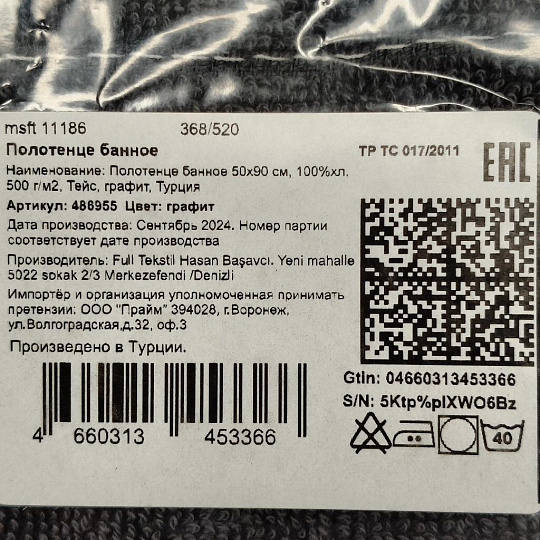 msft 11186 368/520
Полотенце банное
ТР ТС 017/2011 EAC
Наименование: Полотенце банное 50x90 см, 100%хл.
500 г/м2, Тейс, графит, Турция
Артикул: 486955 Цвет: графит
Дата производства: Сентябрь 2024. Номер партии
соответствует дате производства
Производитель: Full Tekstil Hasan Başavcı. Yeni mahalle
5022 sokak 2/3 Merkezefendi /Denizli
Импортёр и организация уполномоченная принимать
претензии: ООО "Прайм" 394028, г.Воронеж,
ул.Волгоградская,д.32, оф.3
Произведено в Турции.
Gtin: 04660313453366
S/N: 5Ktp%pIXWO6Bz
4 660313 453366
40